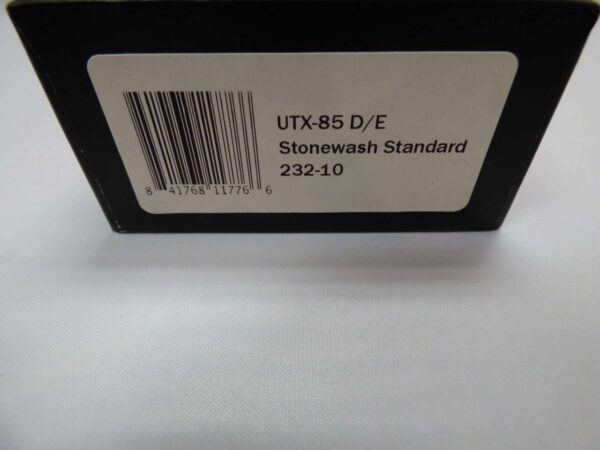 UTX-85 D/E
Stonewash Standard
232-10
8 41768 11776 6